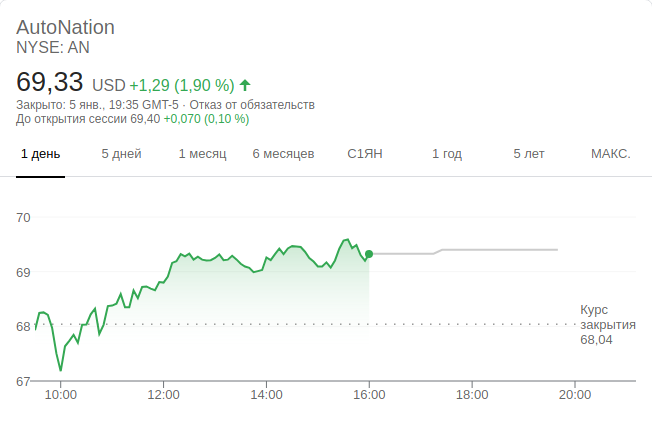 AutoNation
NYSE: AN
69,33 USD +1,29 (1,90 %)
Закрыто: 5 янв., 19:35 GMT-5 · Отказ от обязательств
До открытия сессии 69,40 +0,070 (0,10 %)
1 день 5 дней 1 месяц 6 месяцев С1ЯН 1 год 5 лет МАКС.
70
69
68
67
Курс
закрытия
68,04
10:00 12:00 14:00 16:00 18:00 20:00